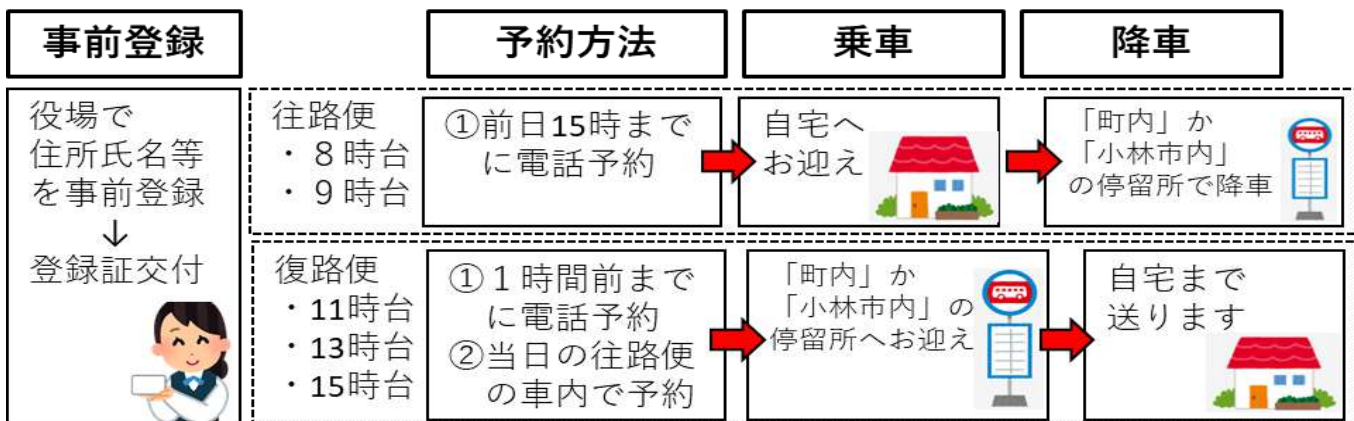 事前登録
予約方法
乗車
降車
役場で
住所氏名等
を事前登録
↓
登録証交付
往路便
・８時台
・９時台
①前日15時まで
に電話予約
自宅へ
お迎え
「町内」か
「小林市内」
の停留所で降車
復路便
・11時台
・13時台
・15時台
①１時間前まで
に電話予約
②当日の往路便
の車内で予約
「町内」か
「小林市内」の
停留所へお迎え
自宅まで
送ります